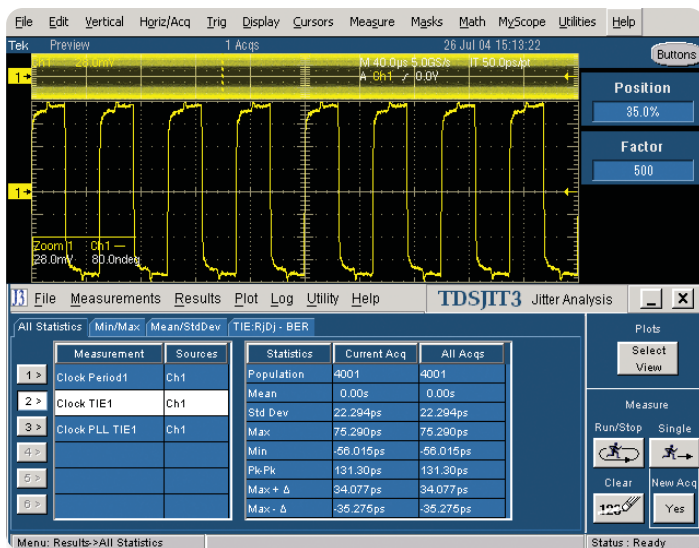 File Edit Vertical Horiz/Acq Trig Display Cursors Measure Masks Math MyScope Utilities Help
Tek Preview 1 Acqs 26 Jul 04 15:13:22
Buttons
Ch1 28.0mV M 40.0µs 5.0GS/s IT 50.0ps/pt
A Ch1 0.0V
1
Position
35.0%
Factor
500
1
Zoom 1 Ch1
28.0mV 80.0ndeg
J3 File Measurements Results Plot Log Utility Help TDSJIT3 Jitter Analysis _ X
All Statistics Min/Max Mean/StdDev TIE:RjDj - BER
Plots
Select
View
Measurement Sources
1 > Clock Period1 Ch1
2 > Clock TIE1 Ch1
3 > Clock PLL TIE1 Ch1
4 >
5 >
6 >
Statistics Current Acq All Acqs
Population 4001 4001
Mean 0.00s 0.00s
Std Dev 22.294ps 22.294ps
Max 75.290ps 75.290ps
Min -56.015ps -56.015ps
Pk-Pk 131.30ps 131.30ps
Max + Δ 34.077ps 34.077ps
Max - Δ -35.275ps -35.275ps
Measure
Run/Stop Single
Clear New Acq
123 Yes
Menu: Results->All Statistics Status : Ready